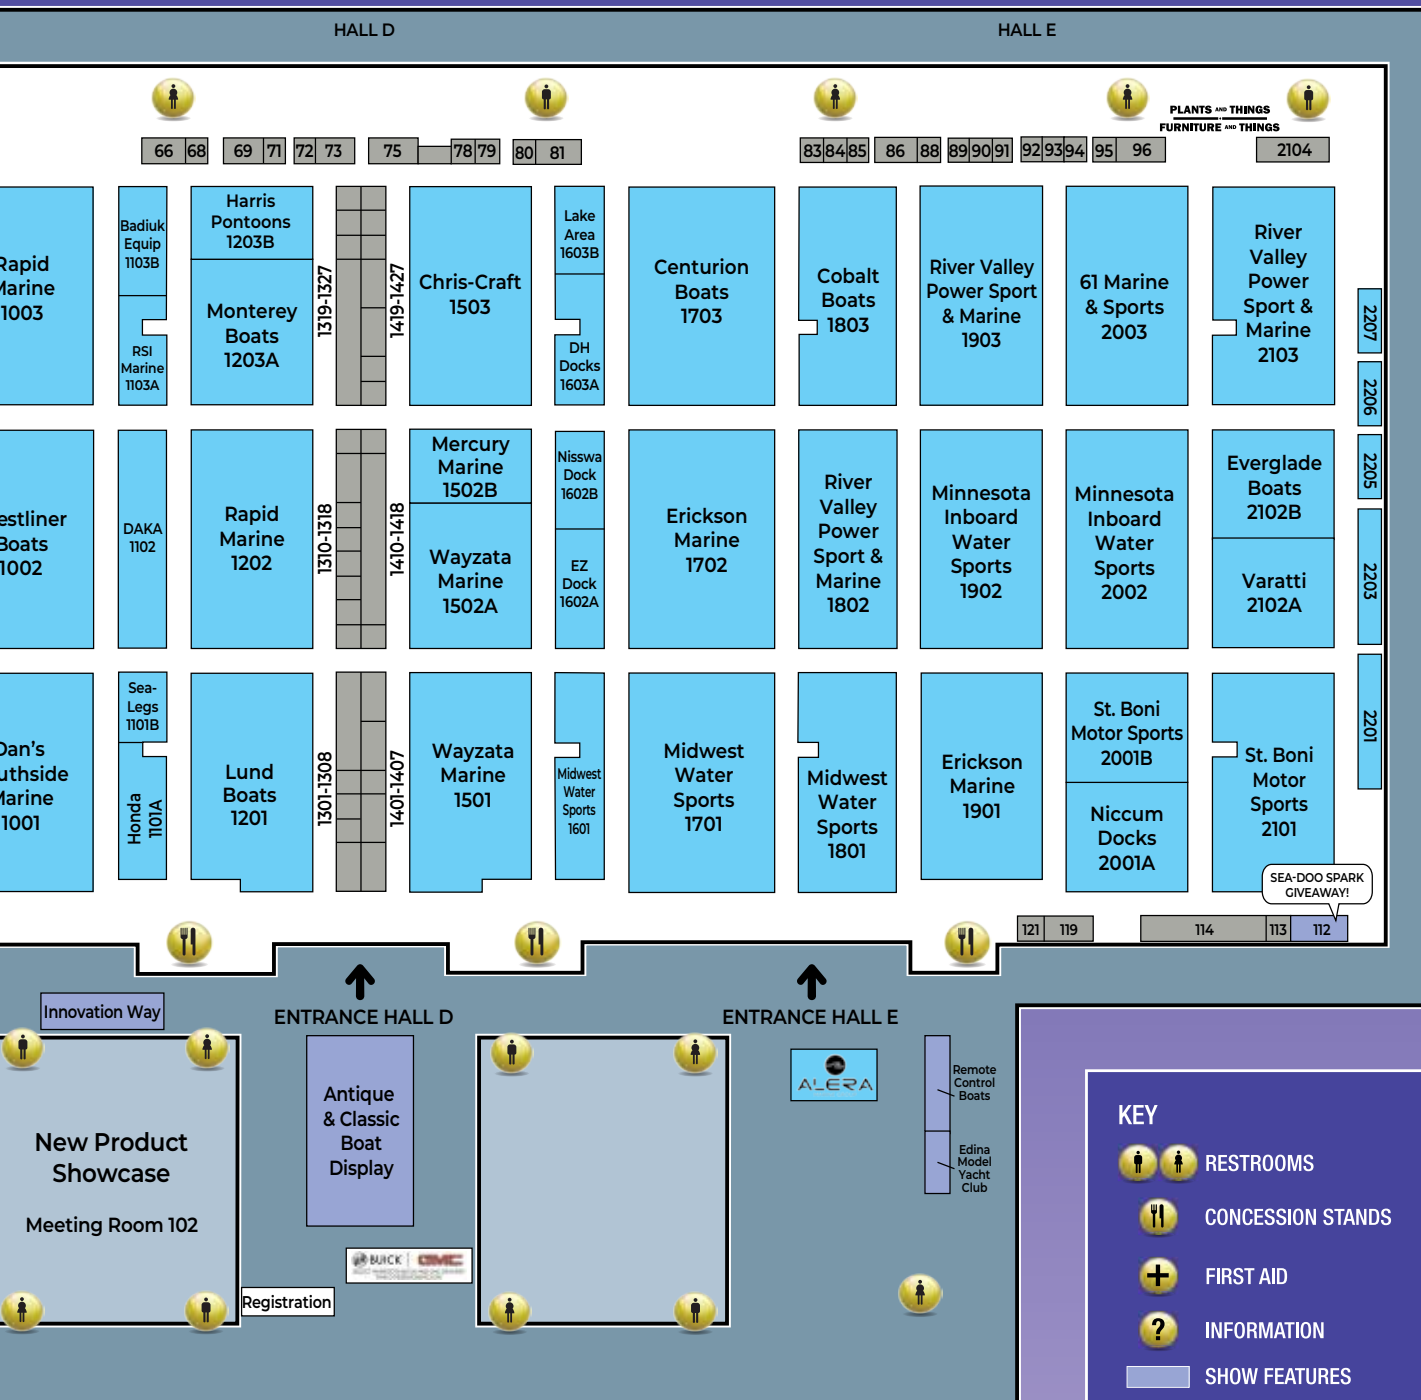 HALL D
HALL E
PLANTS AND THINGS
FURNITURE AND THINGS
66
68
69
71
72
73
75
78
79
80
81
83
84
85
86
88
89
90
91
92
93
94
95
96
2104
Rapid
Marine
1003
Badiuk
Equip
1103B
RSI
Marine
1103A
Harris
Pontoons
1203B
Monterey
Boats
1203A
1319-1327
1419-1427
Chris-Craft
1503
Lake
Area
1603B
DH
Docks
1603A
Centurion
Boats
1703
Cobalt
Boats
1803
River Valley
Power Sport
& Marine
1903
61 Marine
& Sports
2003
River
Valley
Power
Sport &
Marine
2103
2207
2206
estliner
Boats
1002
DAKA
1102
Rapid
Marine
1202
1310-1318
1410-1418
Mercury
Marine
1502B
Wayzata
Marine
1502A
Nisswa
Dock
1602B
EZ
Dock
1602A
Erickson
Marine
1702
River
Valley
Power
Sport &
Marine
1802
Minnesota
Inboard
Water
Sports
1902
Minnesota
Inboard
Water
Sports
2002
Everglade
Boats
2102B
Varatti
2102A
2205
2203
Dan's
uthside
Marine
1001
Sea-
Legs
1101B
Honda
1101A
Lund
Boats
1201
1301-1308
1401-1407
Wayzata
Marine
1501
Midwest
Water
Sports
1601
Midwest
Water
Sports
1701
Midwest
Water
Sports
1801
Erickson
Marine
1901
St. Boni
Motor Sports
2001B
Niccum
Docks
2001A
St. Boni
Motor
Sports
2101
2201
SEA-DOO SPARK
GIVEAWAY!
121
119
114
113
112
Innovation Way
ENTRANCE HALL D
ENTRANCE HALL E
New Product
Showcase
Meeting Room 102
Antique
& Classic
Boat
Display
BUICK
GMC
Registration
ALERA
Remote
Control
Boats
Edina
Model
Yacht
Club
KEY
RESTROOMS
CONCESSION STANDS
FIRST AID
?
INFORMATION
SHOW FEATURES